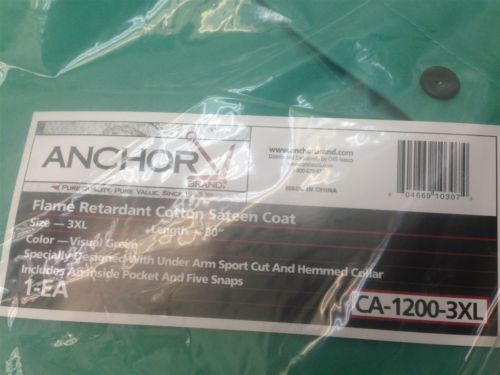 ANCHOR
BRAND
PURE QUALITY, PURE VALUE, SINCE
www.anchorbrand.com
MADE IN CHINA
04669 10307
Flame Retardant Cotton Sateen Coat
Size — 3XL Length — 30"
Color — Visual Green
Specially Designed With Under Arm Sport Cut And Hemmed Collar
Includes An Inside Pocket And Five Snaps
1-EA
CA-1200-3XL